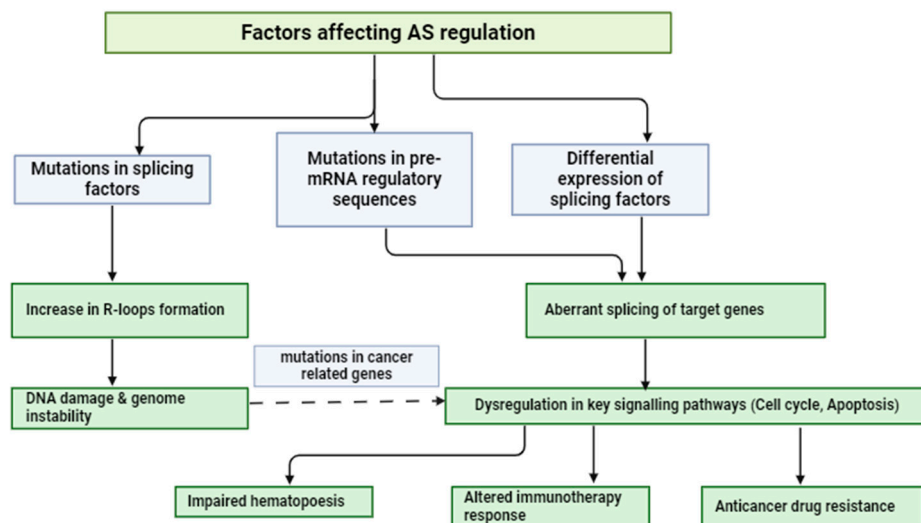 Factors affecting AS regulation
Mutations in splicing
factors
Mutations in pre-
mRNA regulatory
sequences
Differential
expression of
splicing factors
Increase in R-loops formation
Aberrant splicing of target genes
mutations in cancer
related genes
DNA damage & genome
instability
Dysregulation in key signalling pathways (Cell cycle, Apoptosis)
Impaired hematopoesis
Altered immunotherapy
response
Anticancer drug resistance